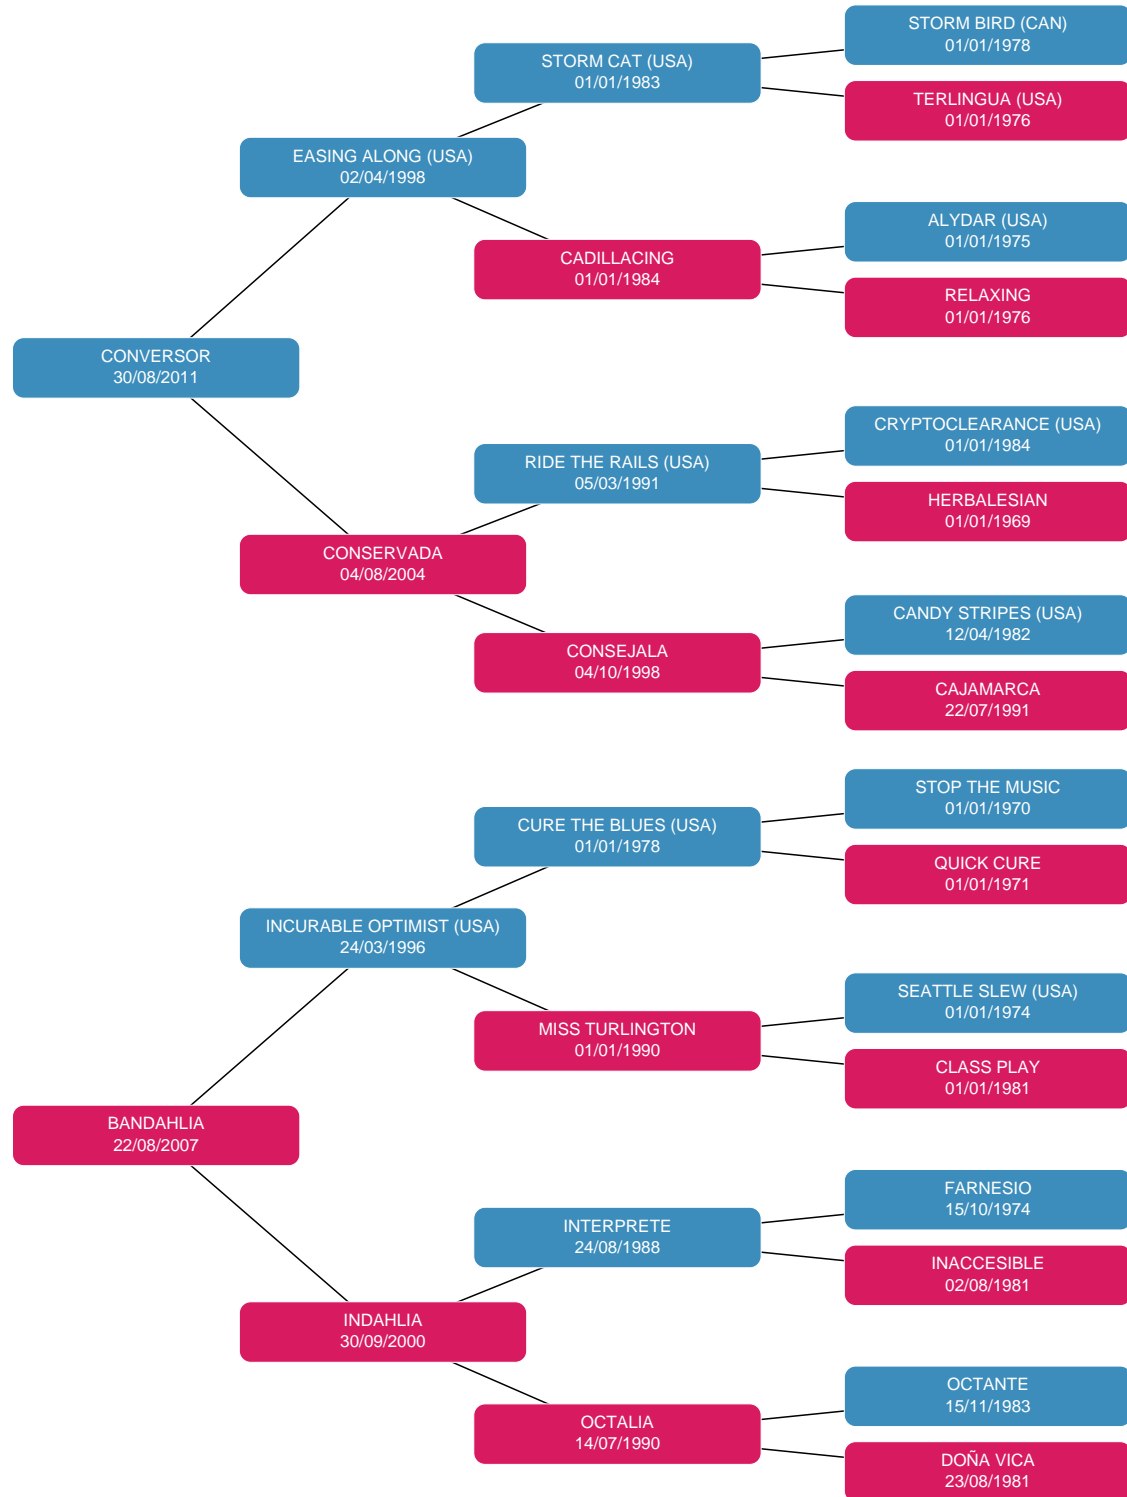 STORM BIRD (CAN)
01/01/1978
STORM CAT (USA)
01/01/1983
TERLINGUA (USA)
01/01/1976
EASING ALONG (USA)
02/04/1998
ALYDAR (USA)
01/01/1975
CADILLACING
01/01/1984
RELAXING
01/01/1976
CONVERSOR
30/08/2011
CRYPTOCLEARANCE (USA)
01/01/1984
RIDE THE RAILS (USA)
05/03/1991
HERBALESIAN
01/01/1969
CONSERVADA
04/08/2004
CANDY STRIPES (USA)
12/04/1982
CONSEJALA
04/10/1998
CAJAMARCA
22/07/1991
STOP THE MUSIC
01/01/1970
CURE THE BLUES (USA)
01/01/1978
QUICK CURE
01/01/1971
INCURABLE OPTIMIST (USA)
24/03/1996
SEATTLE SLEW (USA)
01/01/1974
MISS TURLINGTON
01/01/1990
CLASS PLAY
01/01/1981
BANDAHLIA
22/08/2007
FARNESIO
15/10/1974
INTERPRETE
24/08/1988
INACCESIBLE
02/08/1981
INDAHLIA
30/09/2000
OCTANTE
15/11/1983
OCTALIA
14/07/1990
DOÑA VICA
23/08/1981